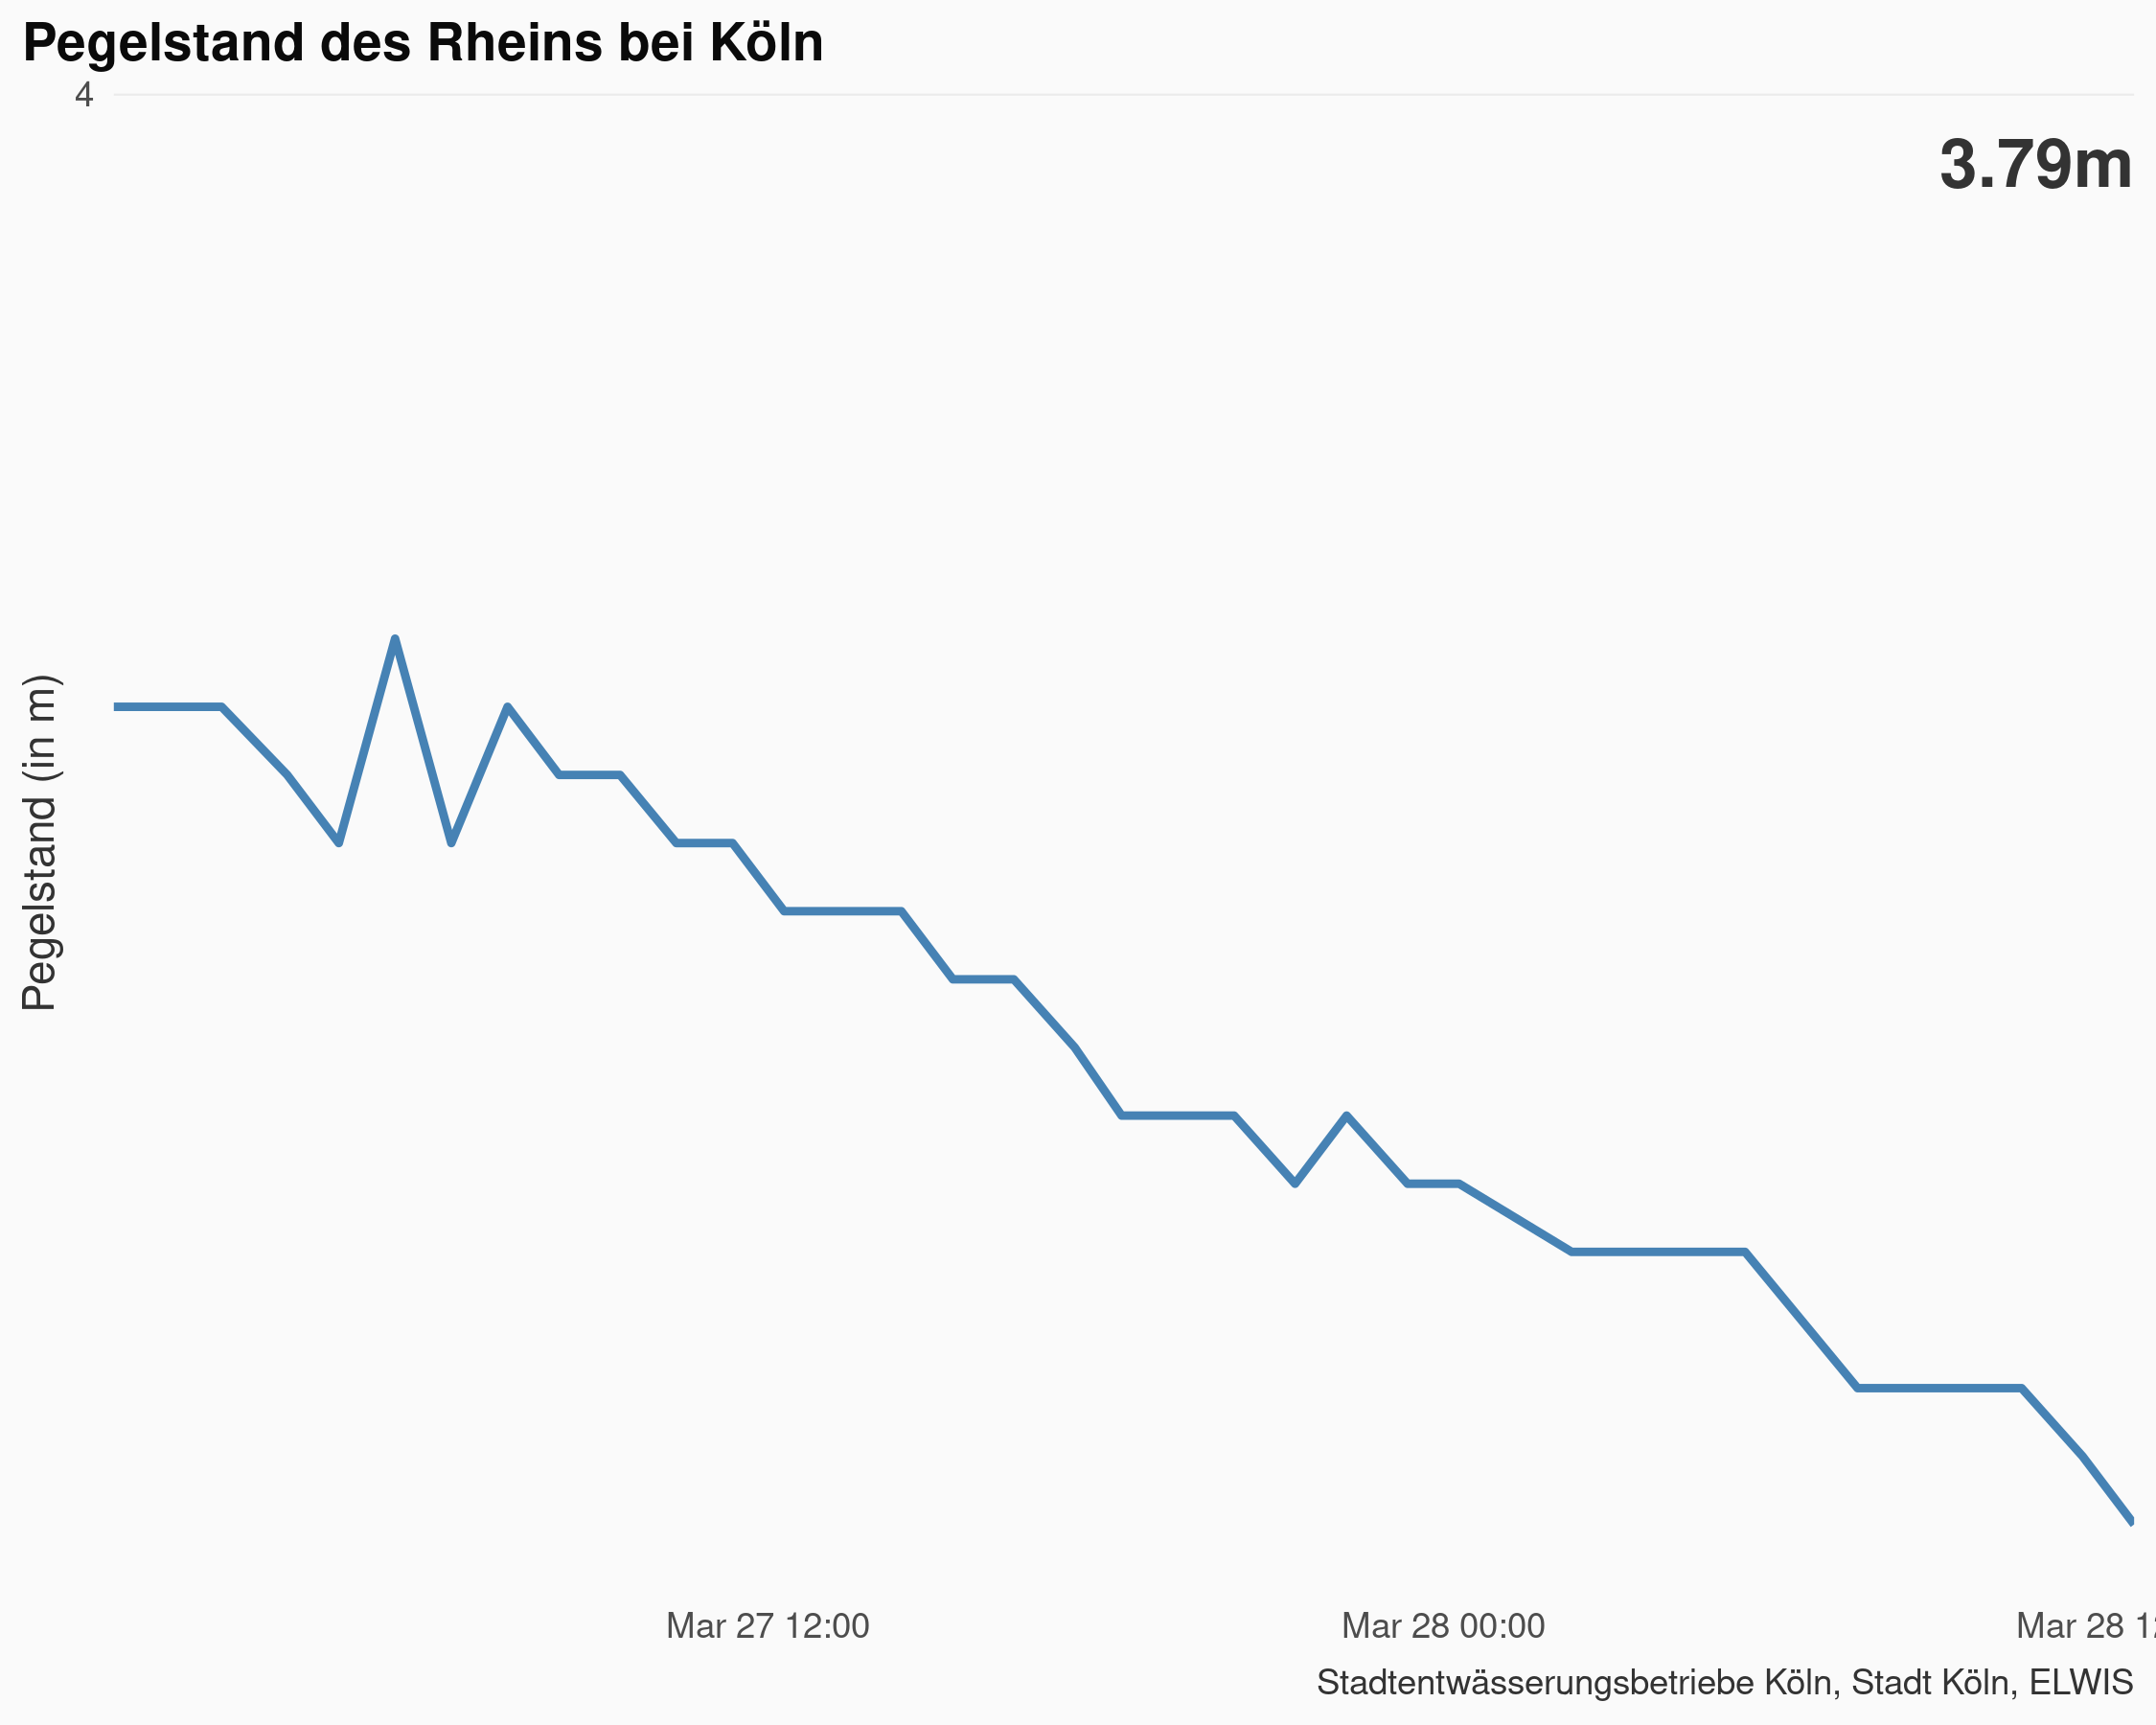 Pegelstand des Rheins bei Köln
4
3.79m
Pegelstand (in m)
Mar 27 12:00
Mar 28 00:00
Mar 28 1
Stadtentwässerungsbetriebe Köln, Stadt Köln, ELWIS